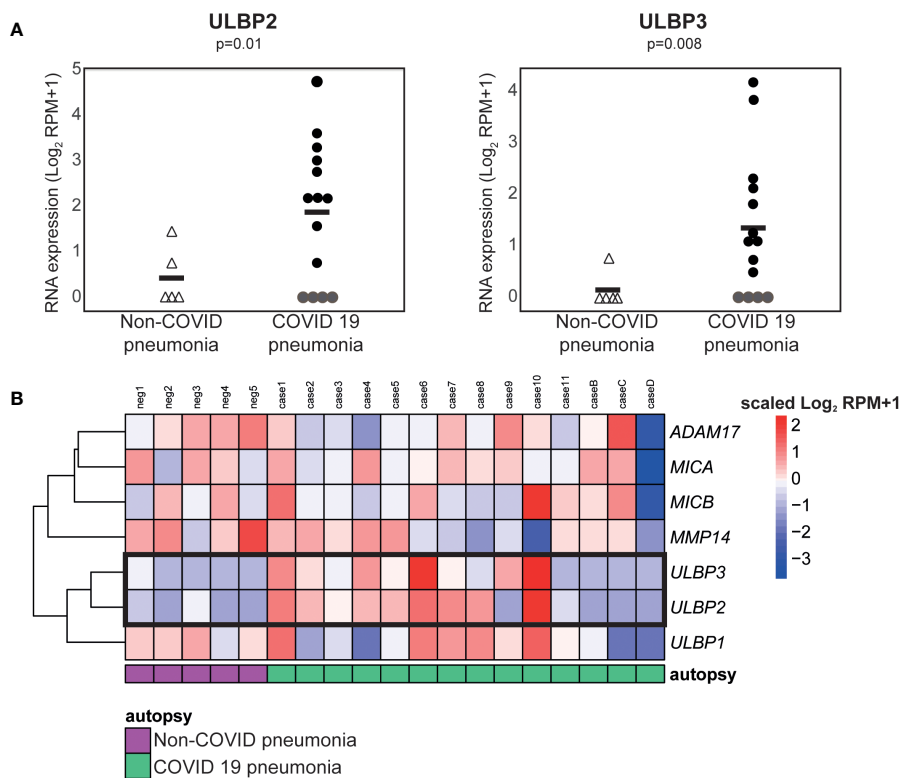 A
ULBP2
p=0.01
RNA expression (Log2 RPM+1)
5
4
3
2
1
0
Non-COVID
pneumonia
COVID 19
pneumonia
ULBP3
p=0.008
RNA expression (Log2 RPM+1)
4
3
2
1
0
Non-COVID
pneumonia
COVID 19
pneumonia
B
neg1 neg2 neg3 neg4 neg5 case1 case2 case3 case4 case5 case6 case7 case8 case9 case10 case11 caseB caseC caseD
ADAM17
MICA
MICB
MMP14
ULBP3
ULBP2
ULBP1
autopsy
scaled Log2 RPM+1
2
1
0
−1
−2
−3
autopsy
Non-COVID pneumonia
COVID 19 pneumonia